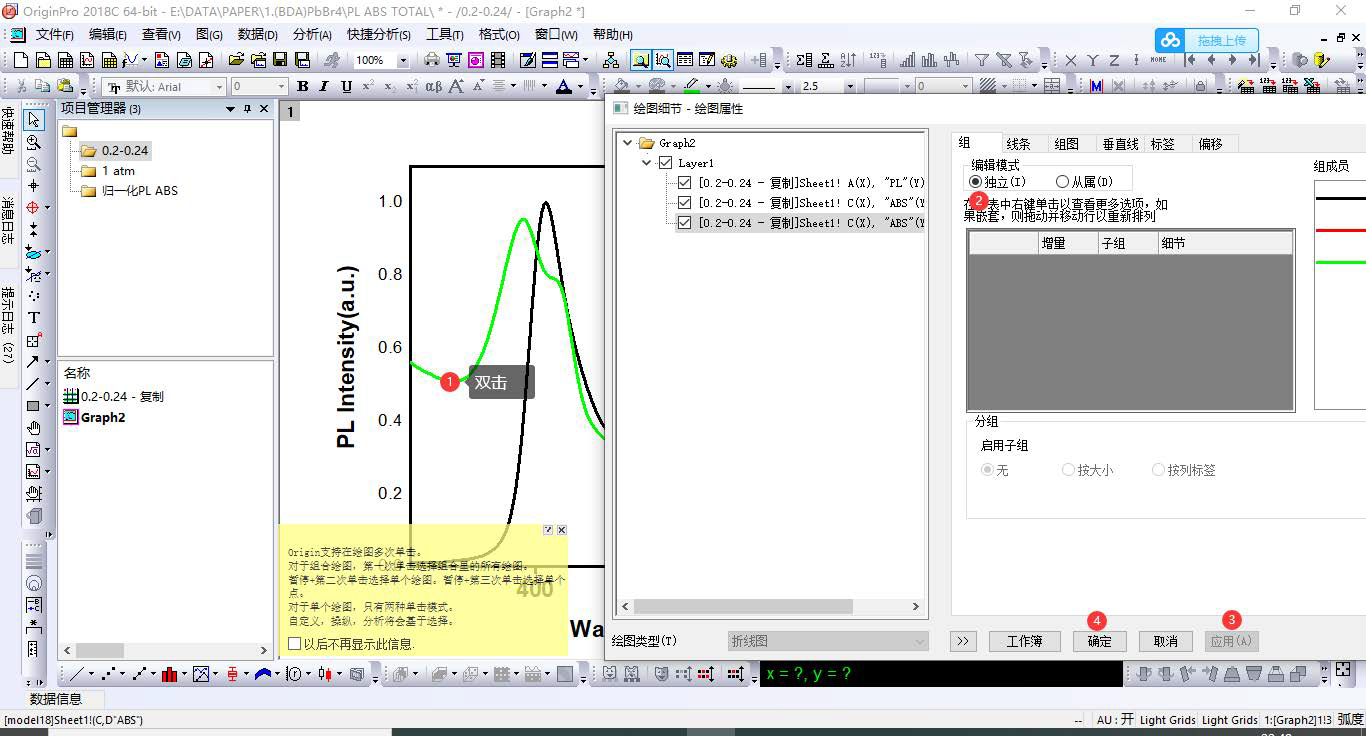 OriginPro 2018C 64-bit - E:\DATA\PAPER\1.(BDA)PbBr4\PL ABS TOTAL\ * - /0.2-0.24/ - [Graph2 *]
文件(F) 编辑(E) 查看(V) 图(G) 数据(D) 分析(A) 快捷分析(S) 工具(T) 格式(O) 窗口(W) 帮助(H)
拖拽上传
100%
X Y Z
HOME
默认: Arial
0
B I U
αβ A A
A
2.5
0
快速帮助
消息日志
提示日志 (27)
项目管理器 (3)
0.2-0.24
1 atm
归一化PL ABS
名称
0.2-0.24 - 复制
Graph2
1
1.0
0.8
0.6
0.4
0.2
PL Intensity(a.u.)
1
双击
400
Wa
Origin支持在绘图多次单击。
对于组合绘图，第一次单击选择组合里的所有绘图。
暂停+第二次单击选择单个绘图。暂停+第三次单击选择单个
点。
对于单个绘图，只有两种单击模式。
自定义，操纵，分析将会基于选择。
以后不再显示此信息.
绘图细节 - 绘图属性
Graph2
Layer1
[0.2-0.24 - 复制]Sheet1! A(X), "PL"(Y)
[0.2-0.24 - 复制]Sheet1! C(X), "ABS"(Y
[0.2-0.24 - 复制]Sheet1! C(X), "ABS"(Y
组 线条 组图 垂直线 标签 偏移
编辑模式
独立(I) 从属(D)
组成员
2
表中右键单击以查看更多选项，如
果嵌套，则拖动并移动行以重新排列
增量 子组 细节
分组
启用子组
无 按大小 按列标签
4
3
绘图类型(T)
折线图
>>
工作簿
确定
取消
应用(A)
x = ?, y = ?
数据信息
[model18]Sheet1!(C,D"ABS")
-- AU : 开 Light Grids Light Grids 1:[Graph2]1!3 弧度